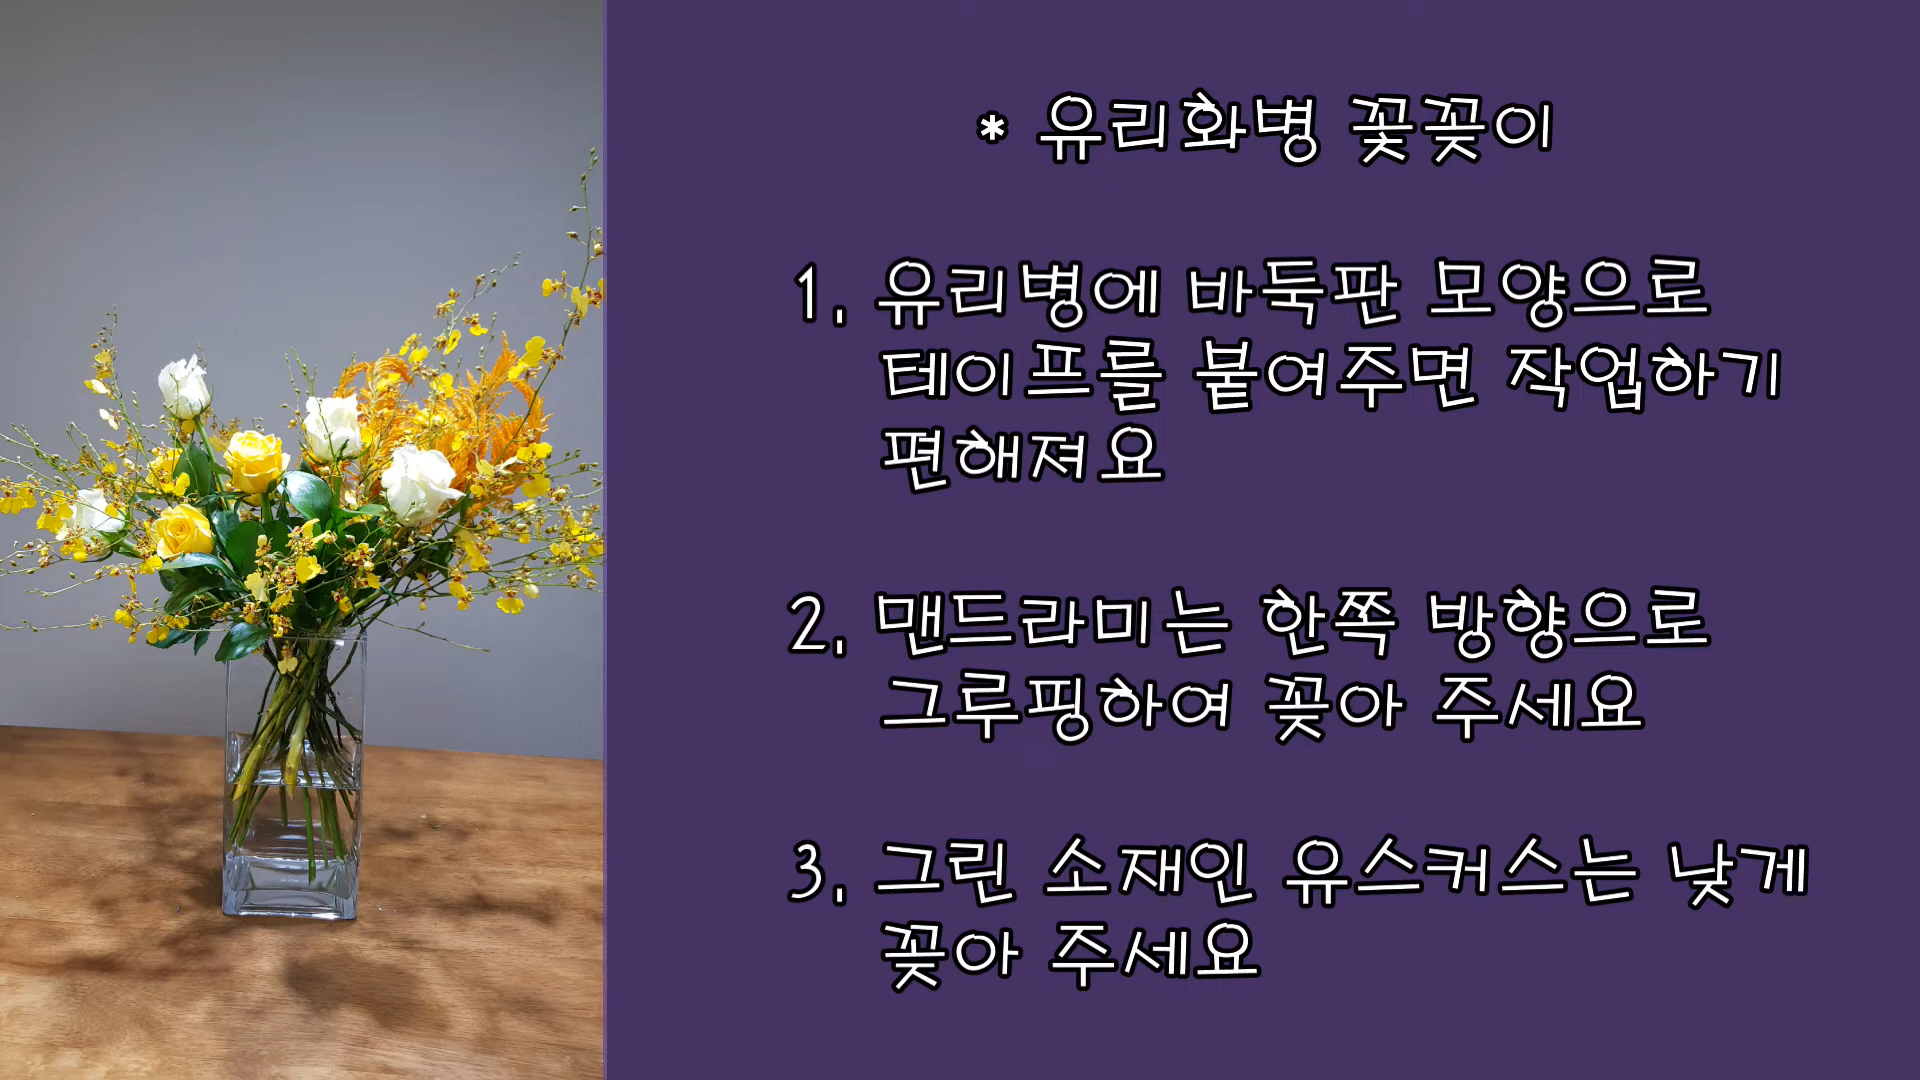 * 유리화병 꽃꽂이
1. 유리병에 바둑판 모양으로
테이프를 붙여주면 작업하기
편해져요
2. 맨드라미는 한쪽 방향으로
그루핑하여 꽂아 주세요
3. 그린 소재인 유스커스는 낮게
꽂아 주세요